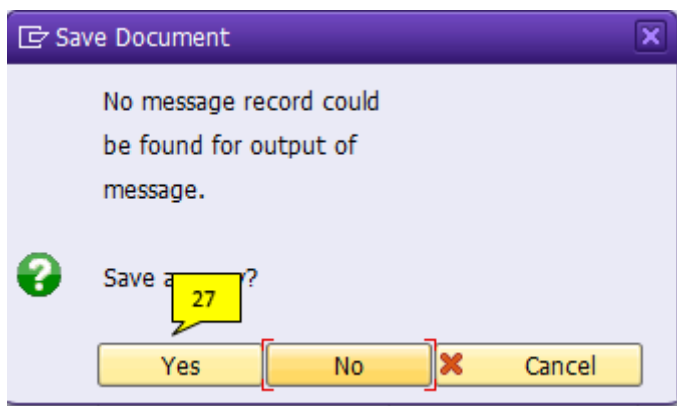 Save Document
No message record could
be found for output of
message.
Save ?
27
Yes
No
Cancel